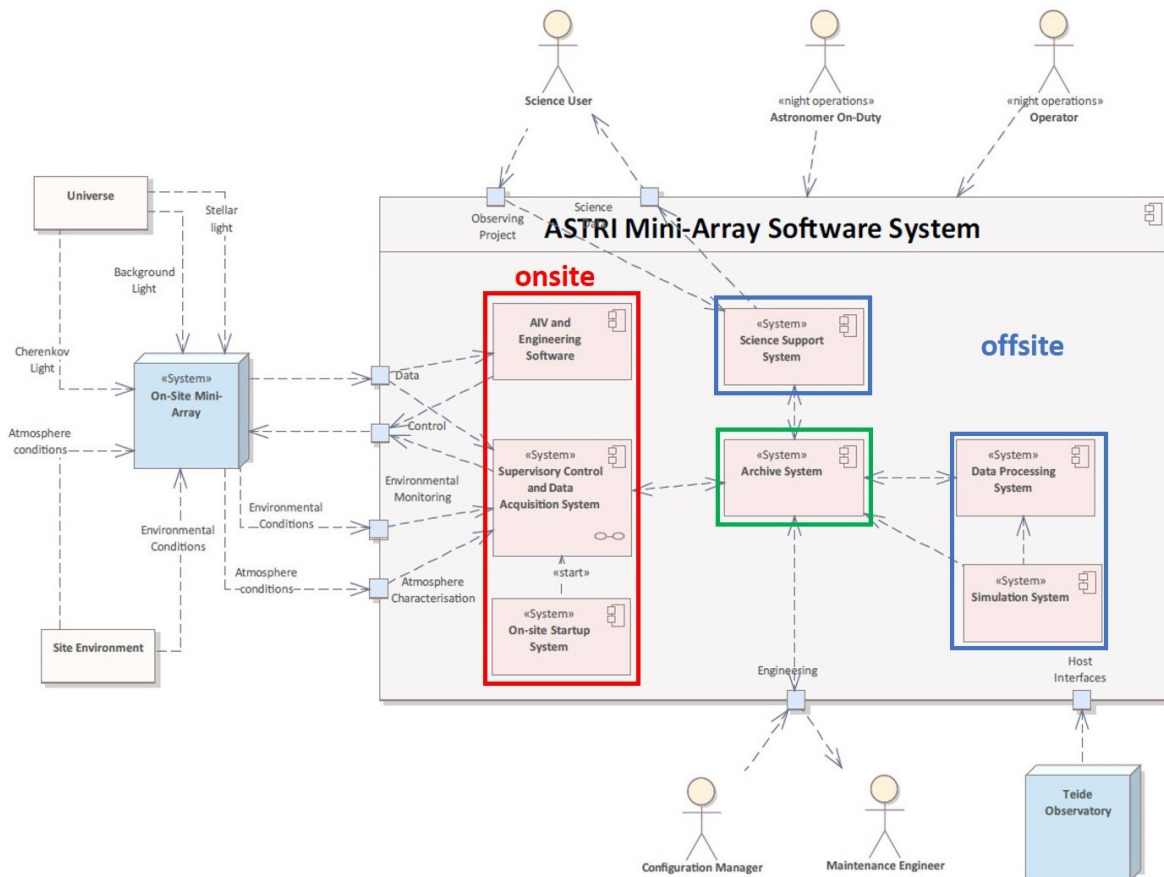 Science User
«night operations»
Astronomer On-Duty
«night operations»
Operator
Universe
Stellar
light
Background
Light
Cherenkov
Light
Atmosphere
conditions
«System»
On-Site Mini-
Array
Environmental
Conditions
Environmental
Conditions
Atmosphere
conditions
Site Environment
Observing
Project
Science
ASTRI Mini-Array Software System
onsite
offsite
AIV and
Engineering
Software
Data
Control
«System»
Supervisory Control
and Data
Acquisition System
Environmental
Monitoring
«start»
Atmosphere
Characterisation
«System»
On-site Startup
System
«System»
Science Support
System
«System»
Archive System
«System»
Data Processing
System
«System»
Simulation System
Engineering
Host
Interfaces
Configuration Manager
Maintenance Engineer
Teide
Observatory